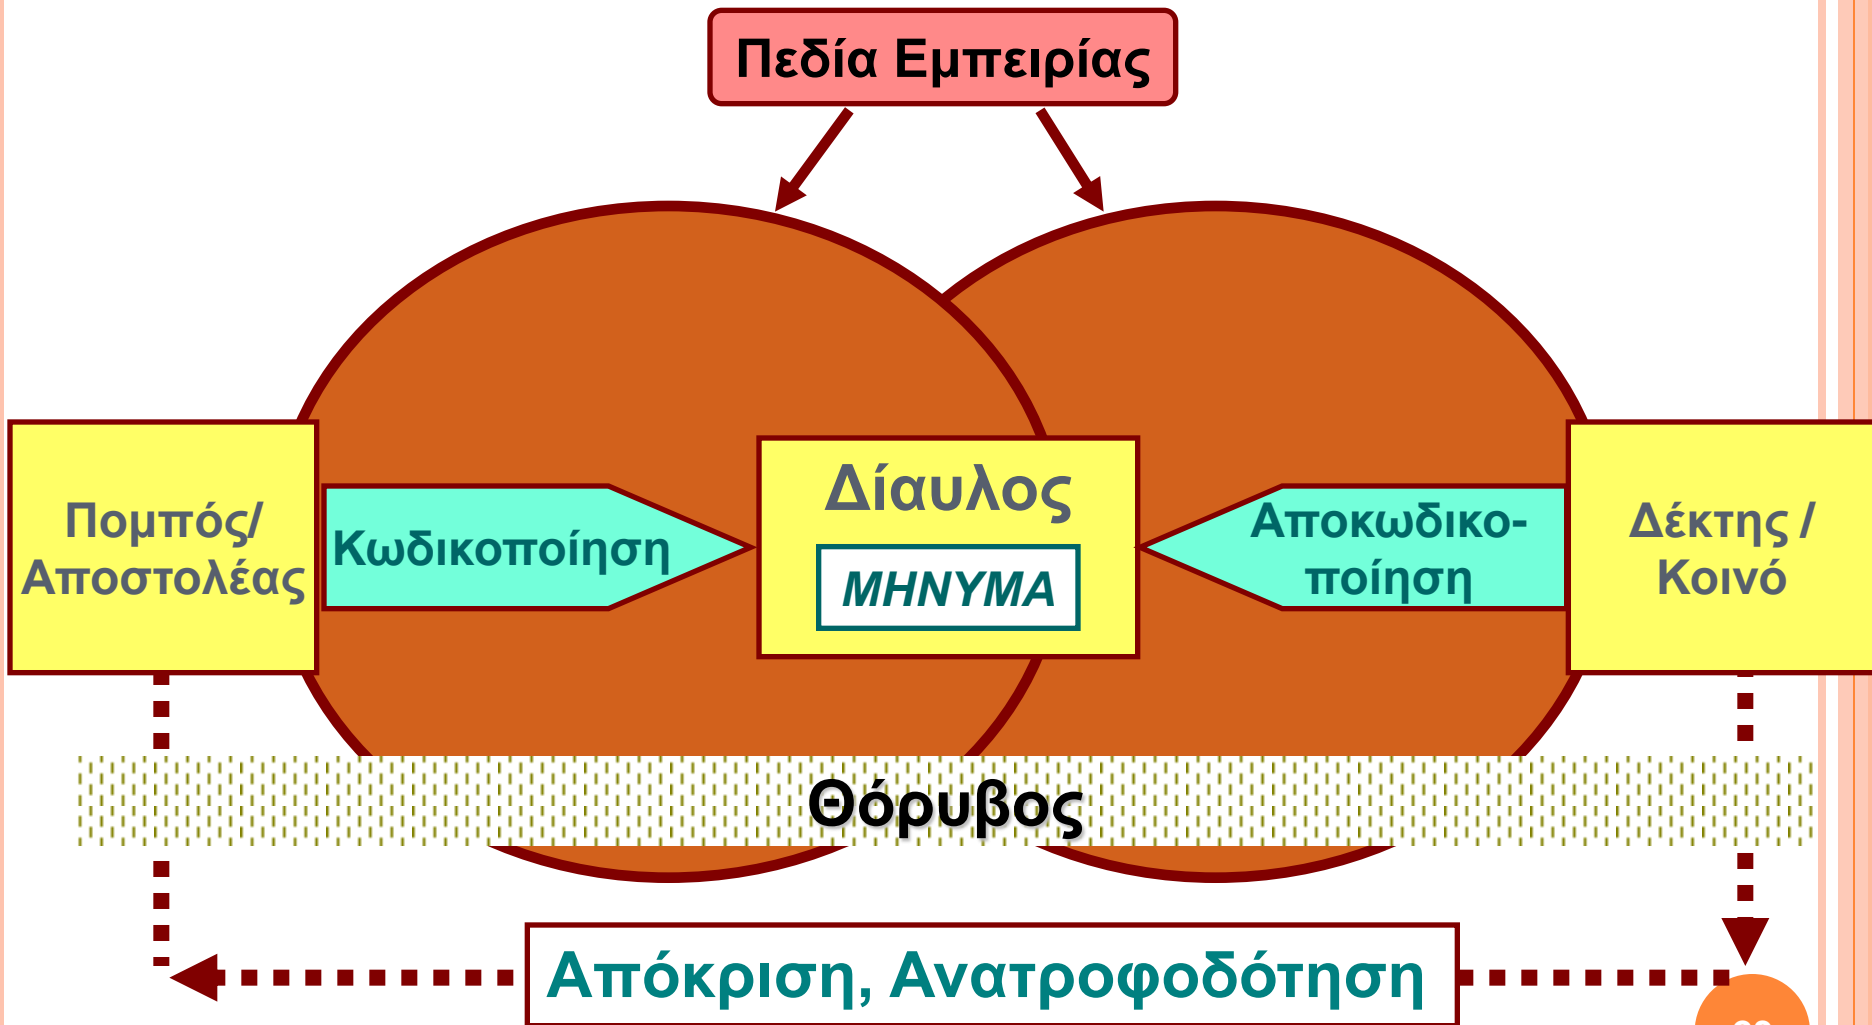 Πεδία Εμπειρίας
Πομπός/
Αποστολέας
Κωδικοποίηση
Δίαυλος
ΜΗΝΥΜΑ
Αποκωδικο-
ποίηση
Δέκτης /
Κοινό
Θόρυβος
Απόκριση, Ανατροφοδότηση